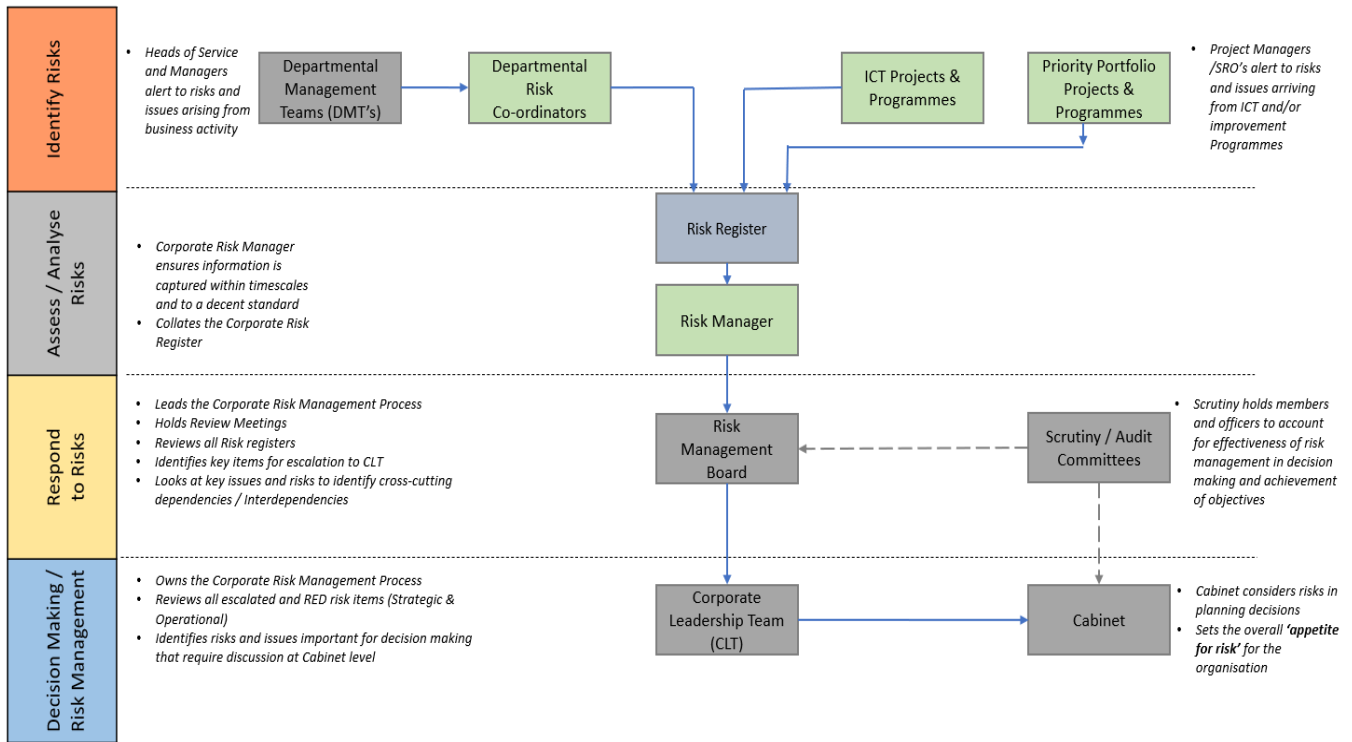 Identify Risks
• Heads of Service
and Managers
alert to risks and
issues arising from
business activity
Departmental
Management
Teams (DMT's)
Departmental
Risk
Co-ordinators
ICT Projects &
Programmes
Priority Portfolio
Projects &
Programmes
• Project Managers
/SRO's alert to risks
and issues arriving
from ICT and/or
improvement
Programmes
Assess / Analyse
Risks
• Corporate Risk Manager
ensures information is
captured within timescales
and to a decent standard
• Collates the Corporate Risk
Register
Risk Register
Risk Manager
Respond
to Risks
• Leads the Corporate Risk Management Process
• Holds Review Meetings
• Reviews all Risk registers
• Identifies key items for escalation to CLT
• Looks at key issues and risks to identify cross-cutting
dependencies / Interdependencies
Risk
Management
Board
Scrutiny / Audit
Committees
• Scrutiny holds members
and officers to account
for effectiveness of risk
management in decision
making and achievement
of objectives
Decision Making /
Risk Management
• Owns the Corporate Risk Management Process
• Reviews all escalated and RED risk items (Strategic &
Operational)
• Identifies risks and issues important for decision making
that require discussion at Cabinet level
Corporate
Leadership Team
(CLT)
Cabinet
• Cabinet considers risks in
planning decisions
• Sets the overall 'appetite
for risk' for the
organisation